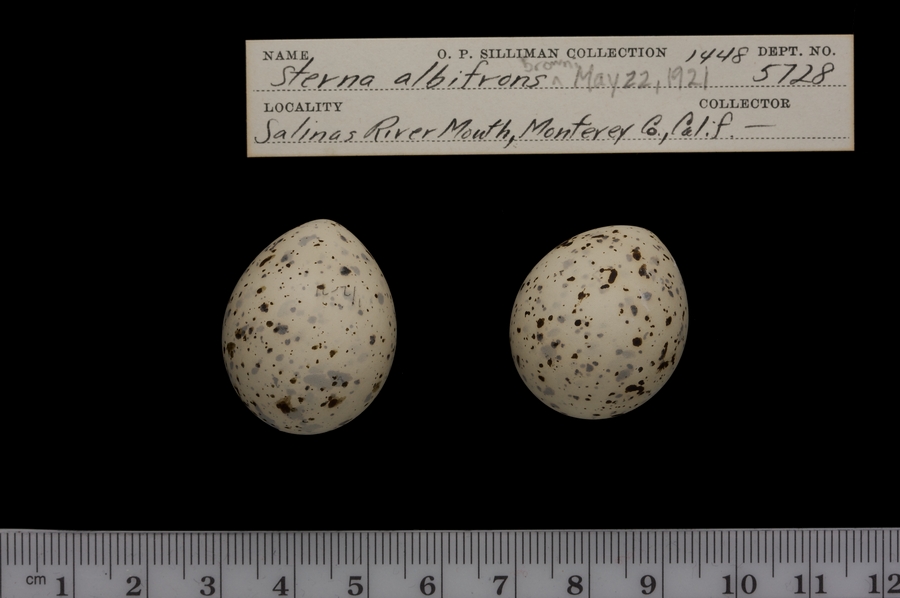 NAME O. P. SILLIMAN COLLECTION 1448 DEPT. NO.
Sterna albifrons browni ^ May 22, 1921 5728
LOCALITY COLLECTOR
Salinas River Mouth, Monterey Co., Calif. —
cm 1 2 3 4 5 6 7 8 9 10 11 12